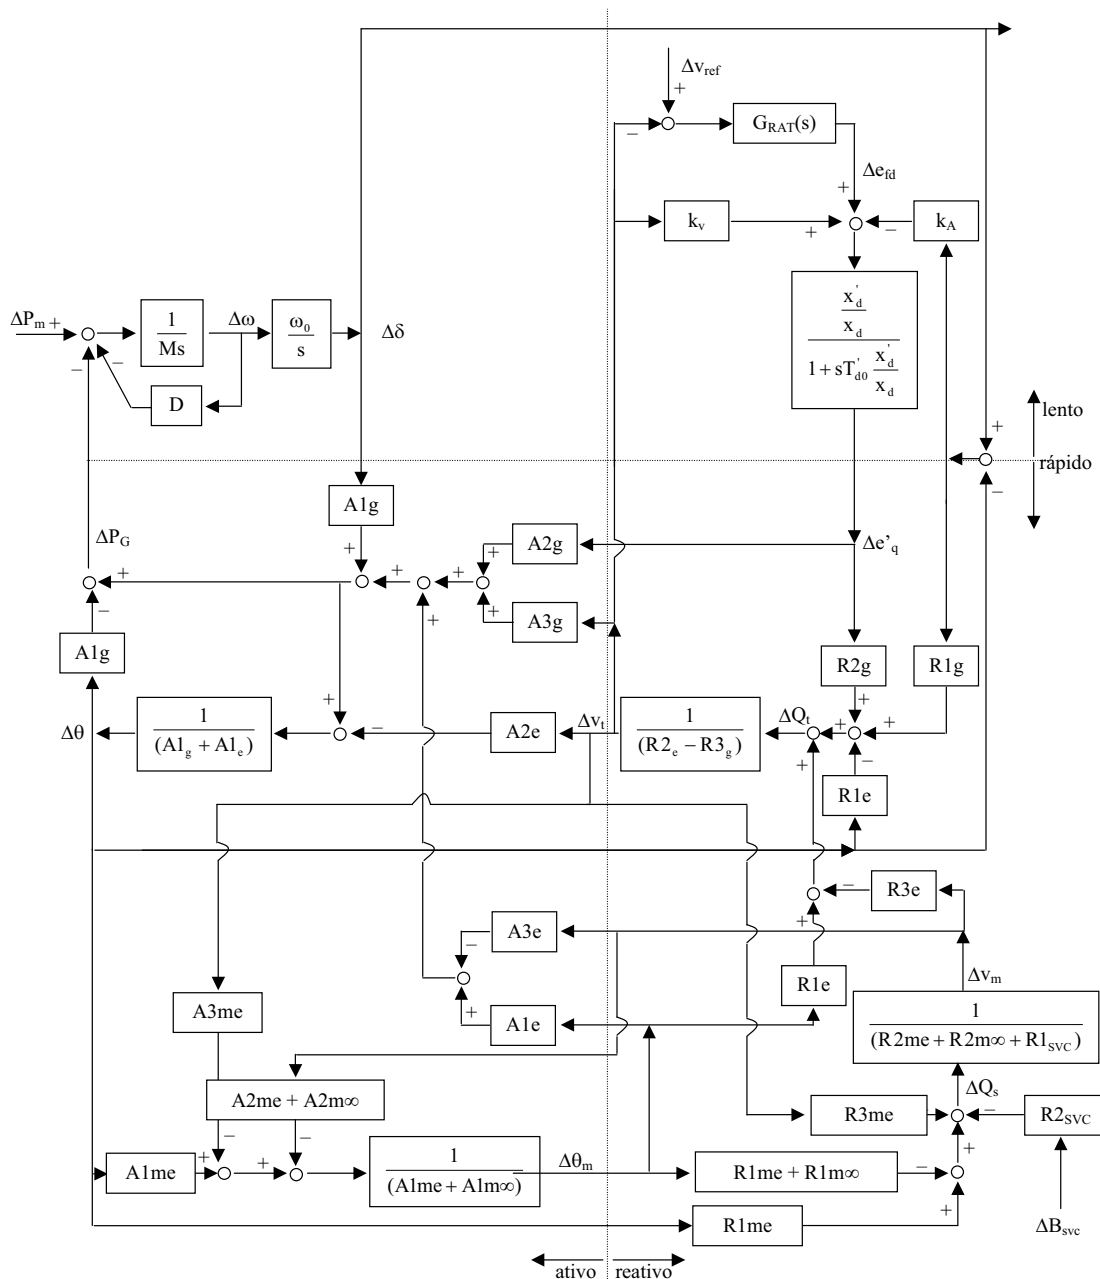 Δv_ref
+
−
G_RAT(s)
Δe_fd
+
k_v
+
−
k_A
ΔP_m +
1
Ms
Δω
ω_0
s
Δδ
x'_d
x_d
1 + sT'_d0 x'_d
x_d
−
−
D
lento
+
rápido
−
A1g
ΔP_G
+
A2g
Δe'_q
+
+
+
+
−
+
+
A3g
A1g
R2g
R1g
+
Δθ
1
(A1_g + A1_e)
−
A2e
Δv_t
1
(R2_e − R3_g)
ΔQ_t
+
+
+
+
−
R1e
−
R3e
+
A3e
−
Δv_m
R1e
A3me
+
A1e
1
(R2me + R2m∞ + R1_SVC)
A2me + A2m∞
ΔQ_s
R3me
−
R2_SVC
−
−
+
A1me
+
+
1
(A1me + A1m∞)
Δθ_m
R1me + R1m∞
−
+
R1me
ΔB_svc
ativo
reativo